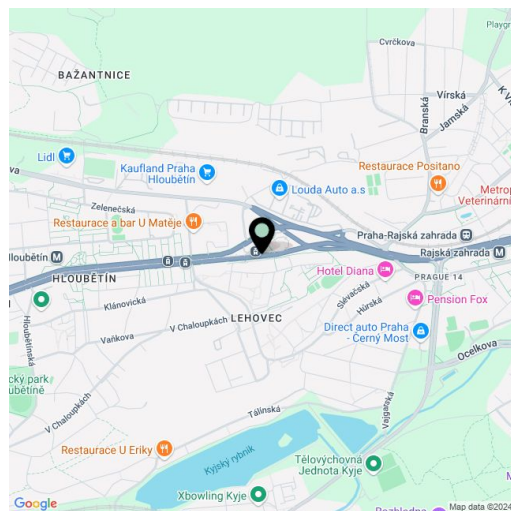 Playgr
Cvrčkova
BAŽANTNICE
Vírská
Jamská
Branská
K V
Lidl
Kaufland Praha
Hloubětín
Restaurace Positano
Louda Auto a.s
Metrop
Veterinární
Zelenečská
Restaurace a bar U Matěje
Praha-Rajská zahrada
Rajská zahrada
Hloubětín
HLOUBĚTÍN
Hotel Diana
PRAGUE 14
Klánovická
Slévačská
Hůrská
Pension Fox
Hloubětínská
V Chaloupkách
LEHOVEC
Vaňkova
Direct auto Praha
- Černý Most
Ocelkova
cký park
ubětíně
V Chaloupkách
Tálinská
Vajgarská
Restaurace U Eriky
Kyjský rybník
Tělovýchovná
Jednota Kyje
Xbowling Kyje
Google
Map data ©2024